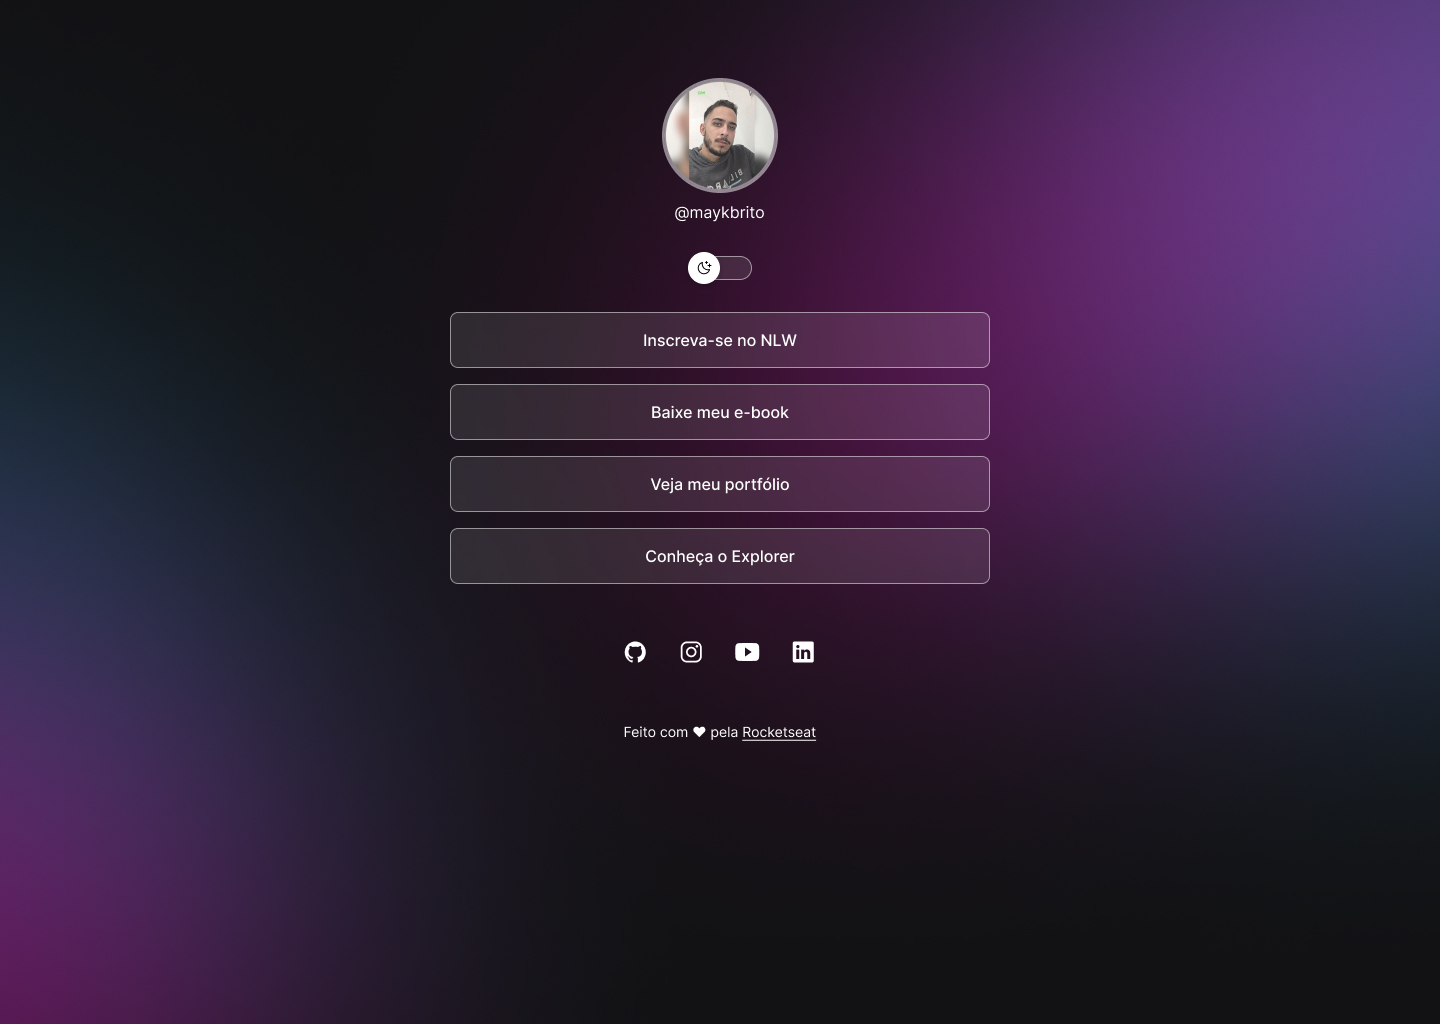 @maykbrito
Inscreva-se no NLW
Baixe meu e-book
Veja meu portfólio
Conheça o Explorer
Feito com ♥ pela Rocketseat